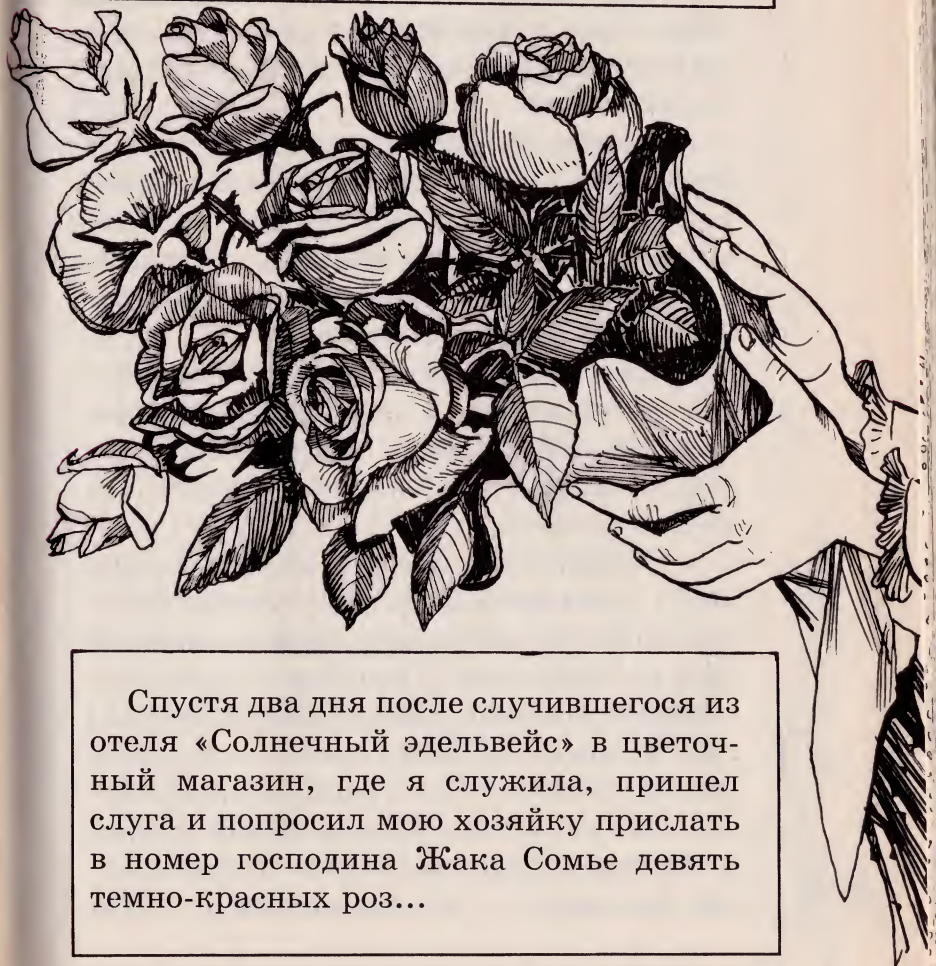 Спустя два дня после случившегося из
отеля «Солнечный эдельвейс» в цветоч-
ный магазин, где я служила, пришел
слуга и попросил мою хозяйку прислать
в номер господина Жака Сомье девять
темно-красных роз...